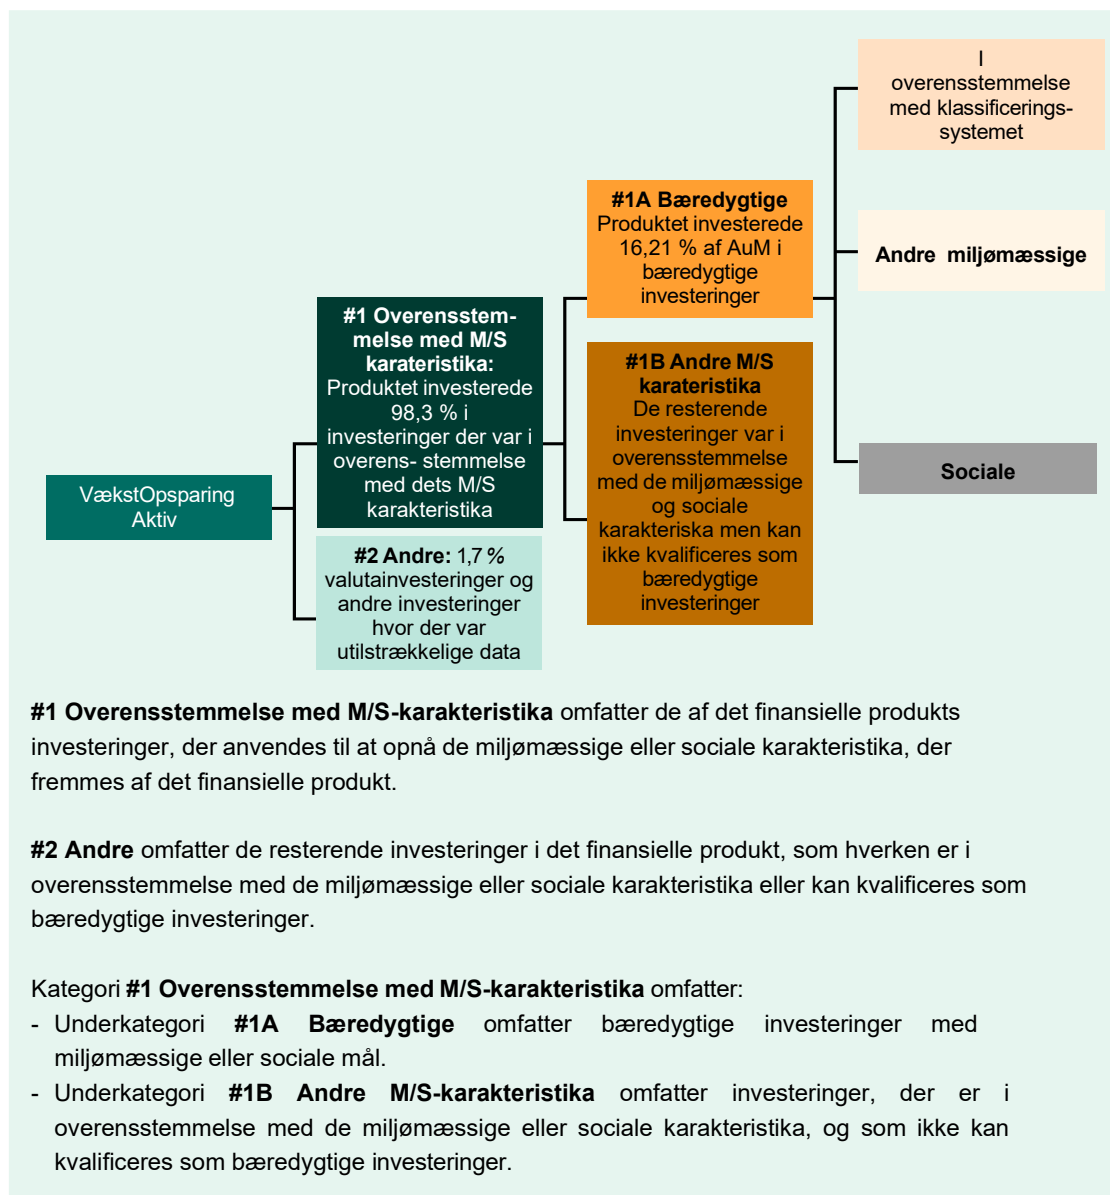 I
overensstemmelse
med klassificerings-
systemet
#1A Bæredygtige
Produktet investerede
16,21 % af AuM i
bæredygtige
investeringer
Andre miljømæssige
#1 Overensstem-
melse med M/S
karateristika:
Produktet investerede
98,3 % i
investeringer der var i
overens- stemmelse
med dets M/S
karakteristika
#1B Andre M/S
karateristika
De resterende
investeringer var i
overensstemmelse
med de miljømæssige
og sociale
karakteriska men kan
ikke kvalificeres som
bæredygtige
investeringer
Sociale
VækstOpsparing
Aktiv
#2 Andre: 1,7 %
valutainvesteringer og
andre investeringer
hvor der var
utilstrækkelige data
#1 Overensstemmelse med M/S-karakteristika omfatter de af det finansielle produkts
investeringer, der anvendes til at opnå de miljømæssige eller sociale karakteristika, der
fremmes af det finansielle produkt.
#2 Andre omfatter de resterende investeringer i det finansielle produkt, som hverken er i
overensstemmelse med de miljømæssige eller sociale karakteristika eller kan kvalificeres som
bæredygtige investeringer.
Kategori #1 Overensstemmelse med M/S-karakteristika omfatter:
- Underkategori #1A Bæredygtige omfatter bæredygtige investeringer med
miljømæssige eller sociale mål.
- Underkategori #1B Andre M/S-karakteristika omfatter investeringer, der er i
overensstemmelse med de miljømæssige eller sociale karakteristika, og som ikke kan
kvalificeres som bæredygtige investeringer.